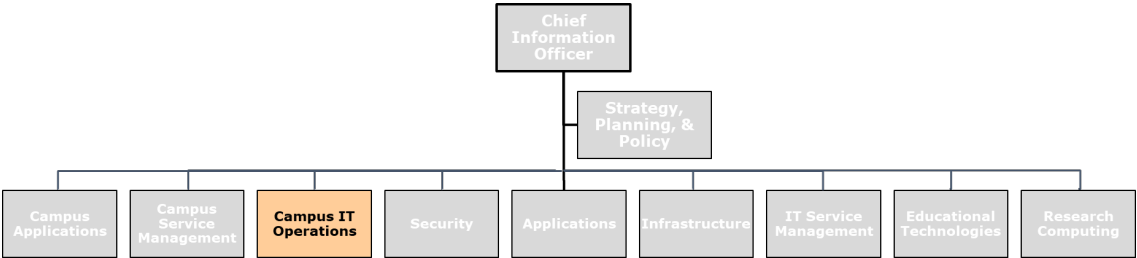 Chief
Information
Officer
Strategy,
Planning, &
Policy
Campus
Applications
Campus
Service
Management
Campus IT
Operations
Security
Applications
Infrastructure
IT Service
Management
Educational
Technologies
Research
Computing